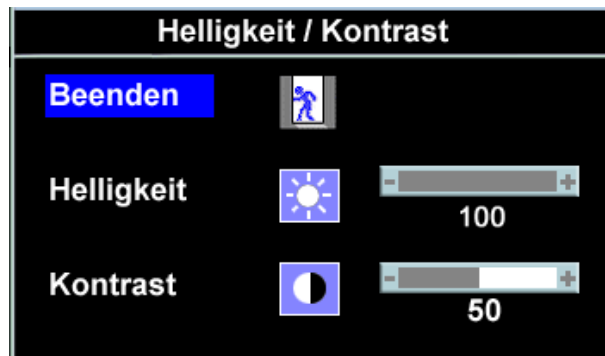 Helligkeit / Kontrast
Beenden
Helligkeit
- +
100
Kontrast
- +
50